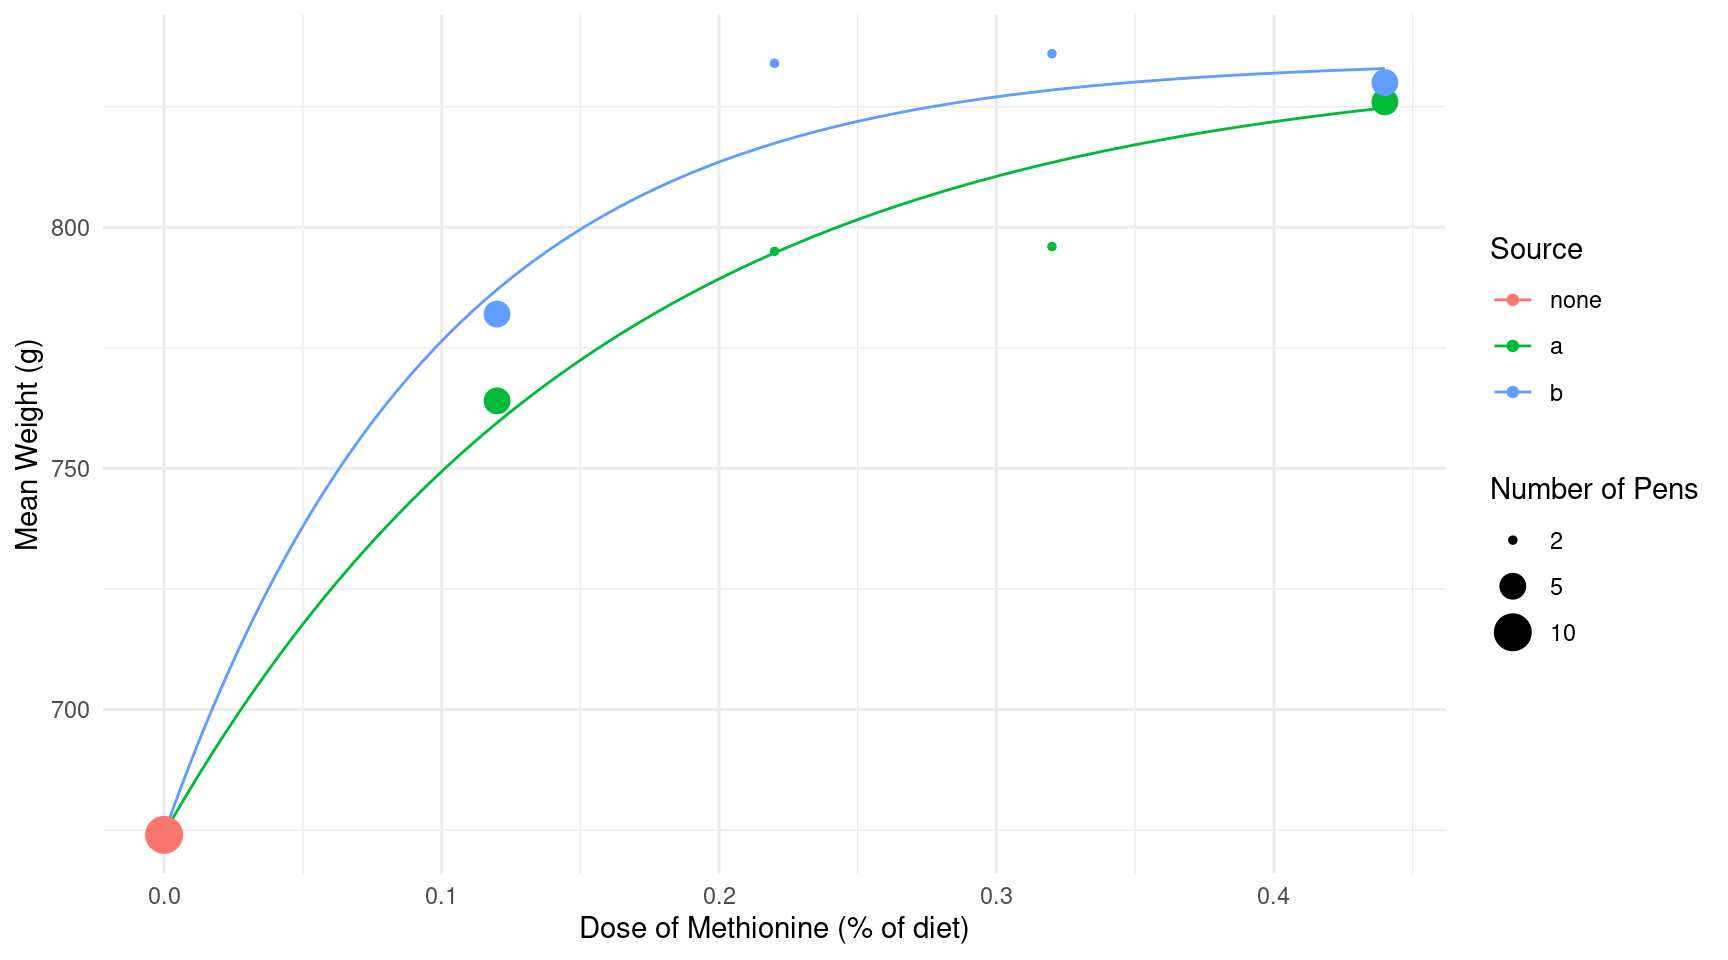 800
750
700
Mean Weight (g)
0.0
0.1
0.2
0.3
0.4
Dose of Methionine (% of diet)
Source
none
a
b
Number of Pens
2
5
10